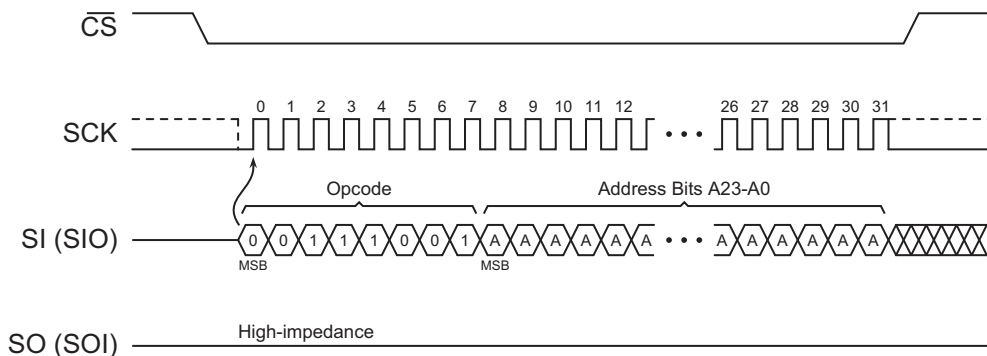 CS
0 1 2 3 4 5 6 7 8 9 10 11 12 26 27 28 29 30 31
SCK
Opcode Address Bits A23-A0
SI (SIO) 0 0 1 1 1 0 0 1 A A A A A A A A A A A A
MSB MSB
High-impedance
SO (SOI)